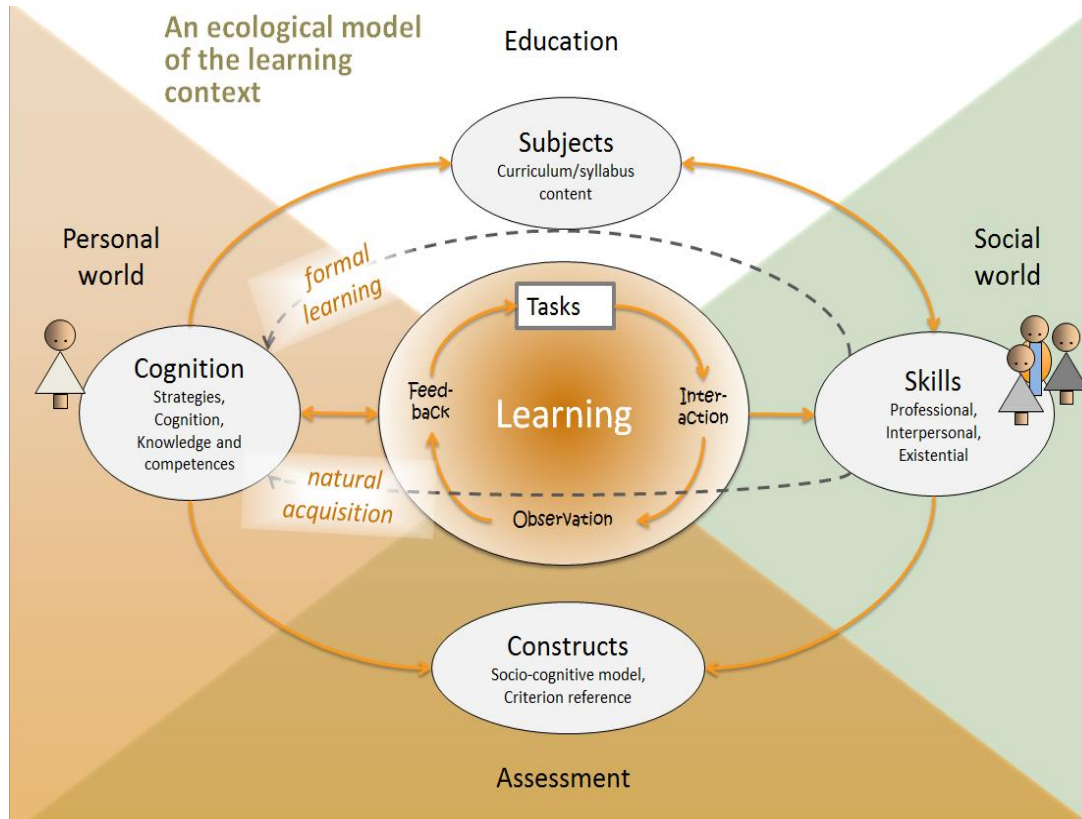 An ecological model
of the learning
context
Education
Subjects
Curriculum/syllabus
content
Personal
world
Social
world
formal
learning
Tasks
Cognition
Strategies,
Cognition,
Knowledge and
competences
Feed-
back
Learning
Inter-
action
Skills
Professional,
Interpersonal,
Existential
natural
acquisition
Observation
Constructs
Socio-cognitive model,
Criterion reference
Assessment